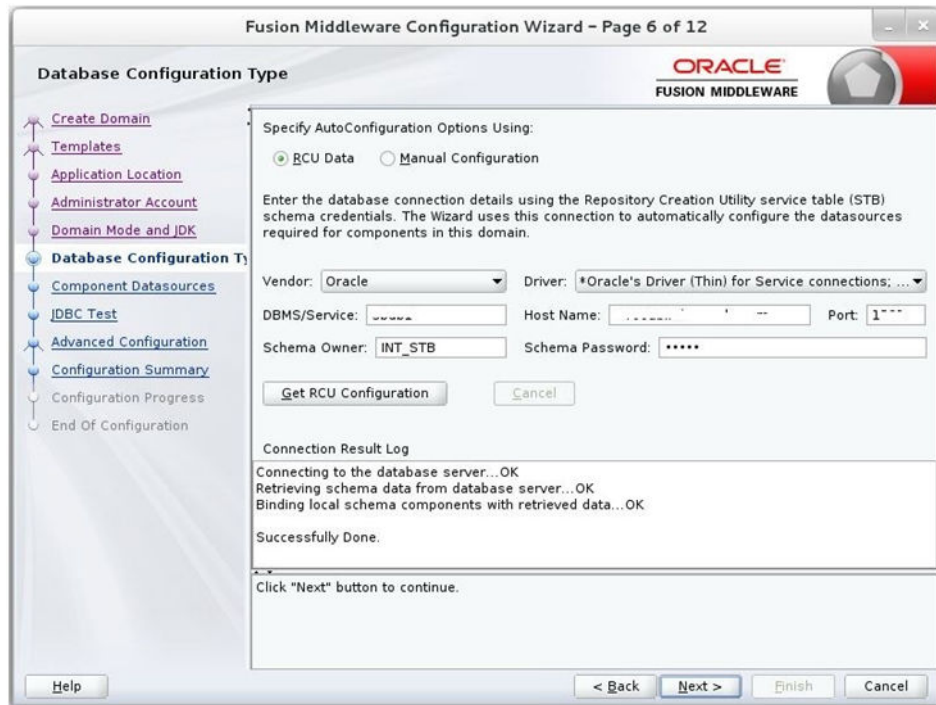 Fusion Middleware Configuration Wizard – Page 6 of 12
Database Configuration Type
ORACLE
FUSION MIDDLEWARE
Create Domain
Templates
Application Location
Administrator Account
Domain Mode and JDK
Database Configuration Ty
Component Datasources
JDBC Test
Advanced Configuration
Configuration Summary
Configuration Progress
End Of Configuration
Specify AutoConfiguration Options Using:
RCU Data Manual Configuration
Enter the database connection details using the Repository Creation Utility service table (STB)
schema credentials. The Wizard uses this connection to automatically configure the datasources
required for components in this domain.
Vendor: Oracle Driver: *Oracle's Driver (Thin) for Service connections; ...
DBMS/Service: Host Name: Port:
Schema Owner: INT_STB Schema Password: •••••
Get RCU Configuration Cancel
Connection Result Log
Connecting to the database server...OK
Retrieving schema data from database server...OK
Binding local schema components with retrieved data...OK
Successfully Done.
Click "Next" button to continue.
Help < Back Next > Finish Cancel